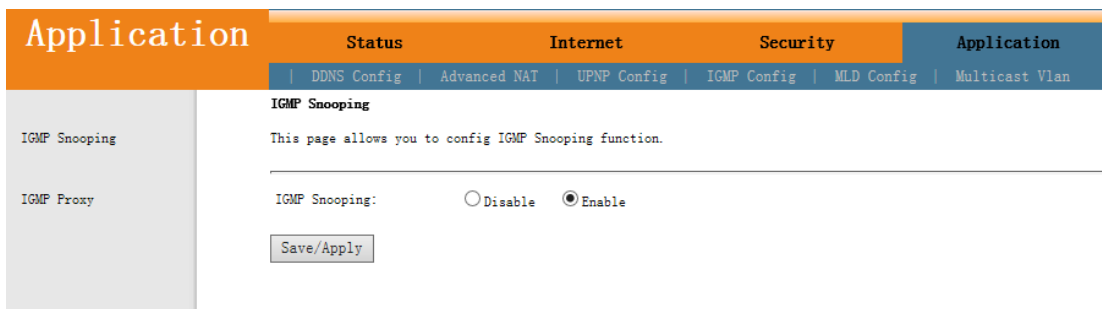 Application
Status Internet Security Application
| DDNS Config | Advanced NAT | UPNP Config | IGMP Config | MLD Config | Multicast Vlan
IGMP Snooping
IGMP Proxy
IGMP Snooping
This page allows you to config IGMP Snooping function.
IGMP Snooping: Disable Enable
Save/Apply